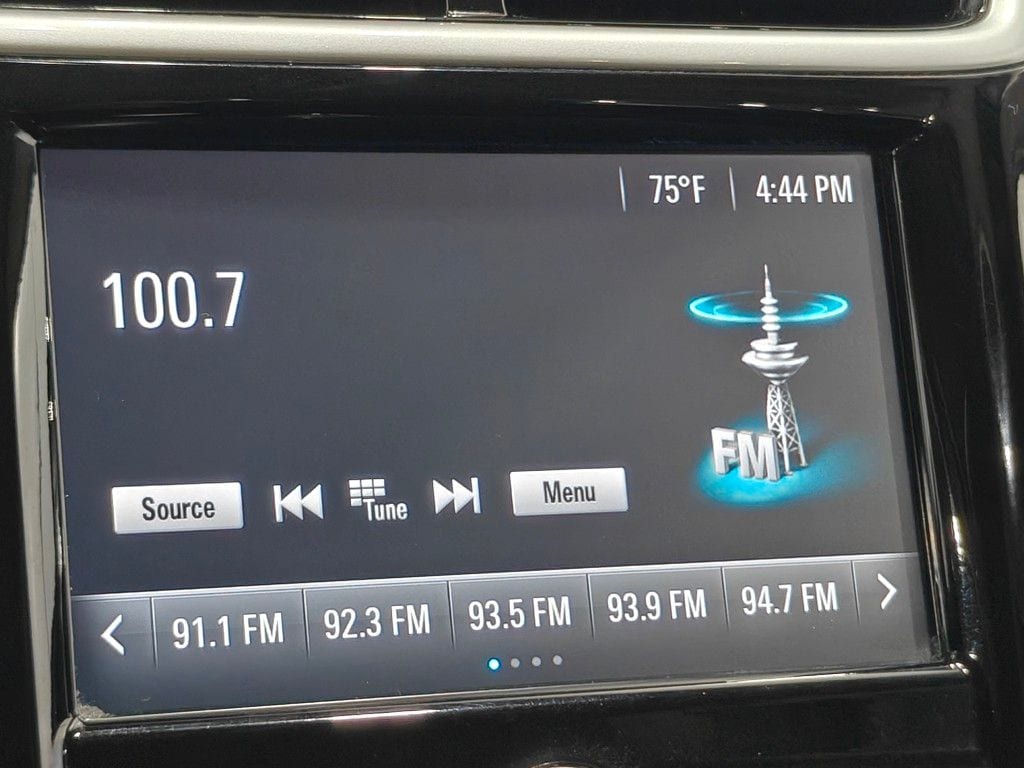 75°F 4:44 PM
100.7
FM
Source Tune Menu
91.1 FM 92.3 FM 93.5 FM 93.9 FM 94.7 FM